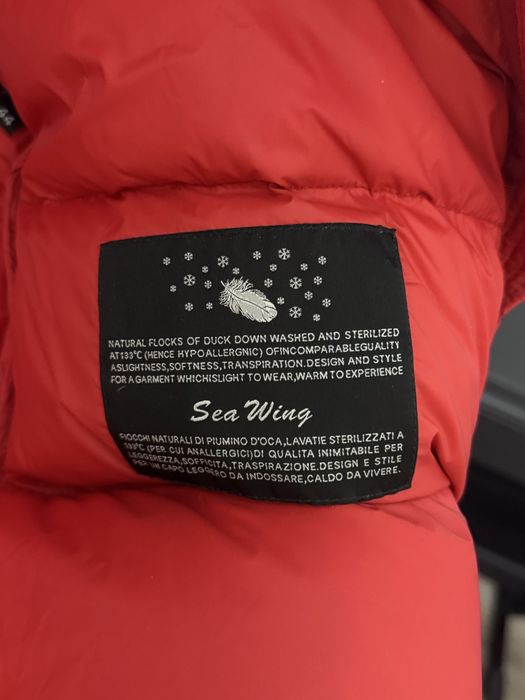 44
NATURAL FLOCKS OF DUCK DOWN WASHED AND STERILIZED
AT133°C (HENCE HYPOALLERGNIC) OFINCOMPARABLEGUALITY
ASLIGHTNESS,SOFTNESS,TRANSPIRATION.DESIGN AND STYLE
FOR A GARMENT WHICHISLIGHT TO WEAR,WARM TO EXPERIENCE
Sea Wing
FIOCCHI NATURALI DI PIUMINO D'OCA,LAVATIE STERILIZZATI A
133°C (PER CUI ANALLERGICI) DI QUALITA INIMITABILE PER
LEGGEREZZA,SOFFICITA,TRASPIRAZIONE.DESIGN E STILE
PER UN CAPO LEGGERO DA INDOSSARE,CALDO DA VIVERE.